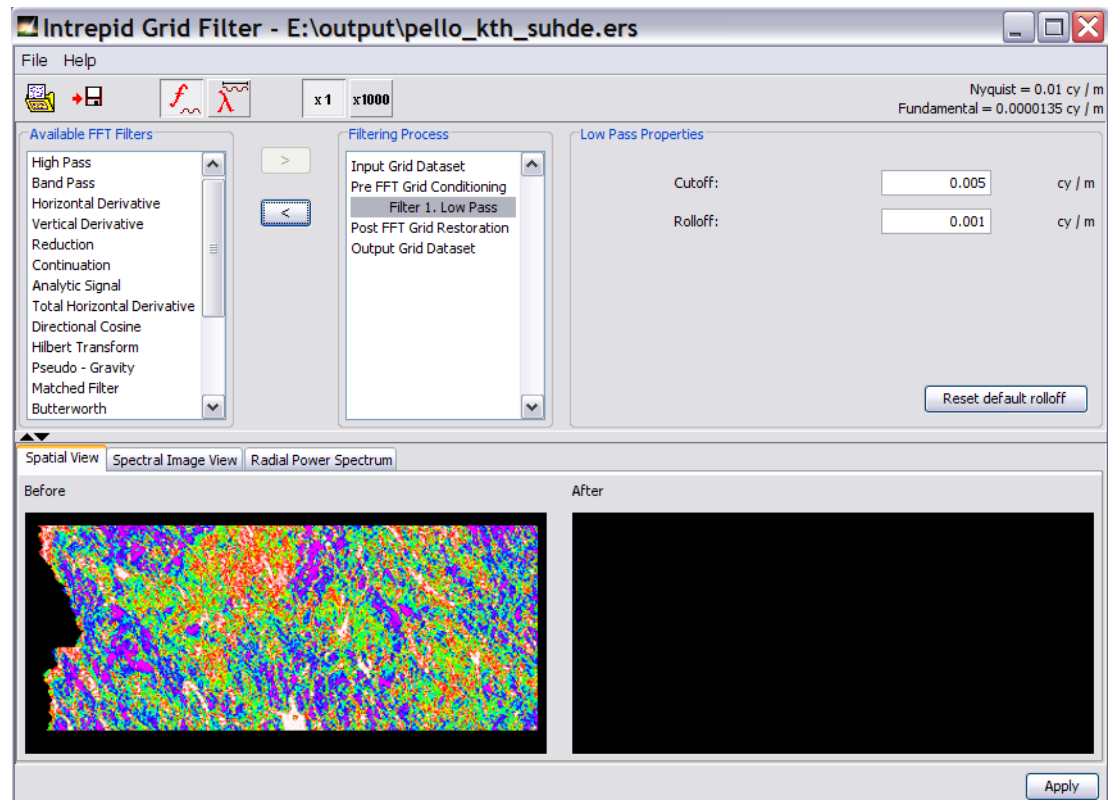 Intrepid Grid Filter - E:\output\pello_kth_suhde.ers
File Help
f λ x1 x1000
Nyquist = 0.01 cy / m
Fundamental = 0.0000135 cy / m
Available FFT Filters
High Pass
Band Pass
Horizontal Derivative
Vertical Derivative
Reduction
Continuation
Analytic Signal
Total Horizontal Derivative
Directional Cosine
Hilbert Transform
Pseudo - Gravity
Matched Filter
Butterworth
>
<
Filtering Process
Input Grid Dataset
Pre FFT Grid Conditioning
Filter 1. Low Pass
Post FFT Grid Restoration
Output Grid Dataset
Low Pass Properties
Cutoff: 0.005 cy / m
Rolloff: 0.001 cy / m
Reset default rolloff
Spatial View Spectral Image View Radial Power Spectrum
Before
After
Apply